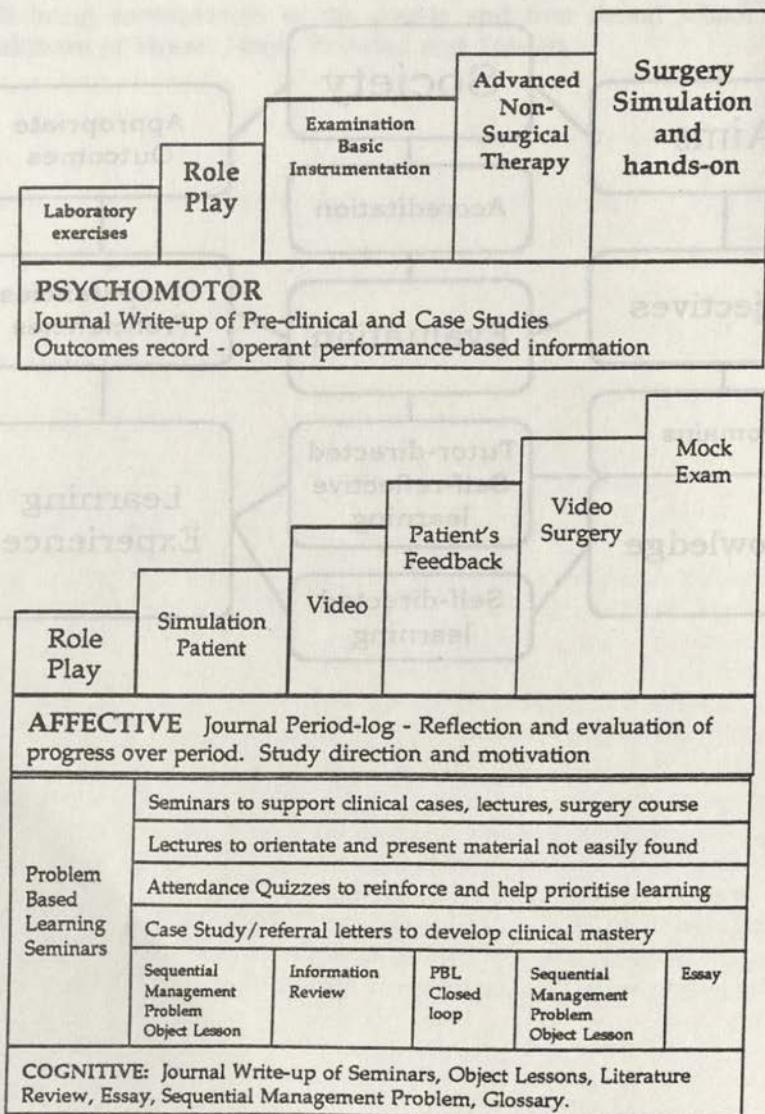 Laboratory
exercises
Role
Play
Examination
Basic
Instrumentation
Advanced
Non-
Surgical
Therapy
Surgery
Simulation
and
hands-on
PSYCHOMOTOR
Journal Write-up of Pre-clinical and Case Studies
Outcomes record - operant performance-based information
Role
Play
Simulation
Patient
Video
Patient's
Feedback
Video
Surgery
Mock
Exam
AFFECTIVE Journal Period-log - Reflection and evaluation of
progress over period. Study direction and motivation
Problem
Based
Learning
Seminars
Seminars to support clinical cases, lectures, surgery course
Lectures to orientate and present material not easily found
Attendance Quizzes to reinforce and help prioritise learning
Case Study/referral letters to develop clinical mastery
Sequential
Management
Problem
Object Lesson
Information
Review
PBL
Closed
loop
Sequential
Management
Problem
Object Lesson
Essay
COGNITIVE: Journal Write-up of Seminars, Object Lessons, Literature
Review, Essay, Sequential Management Problem, Glossary.